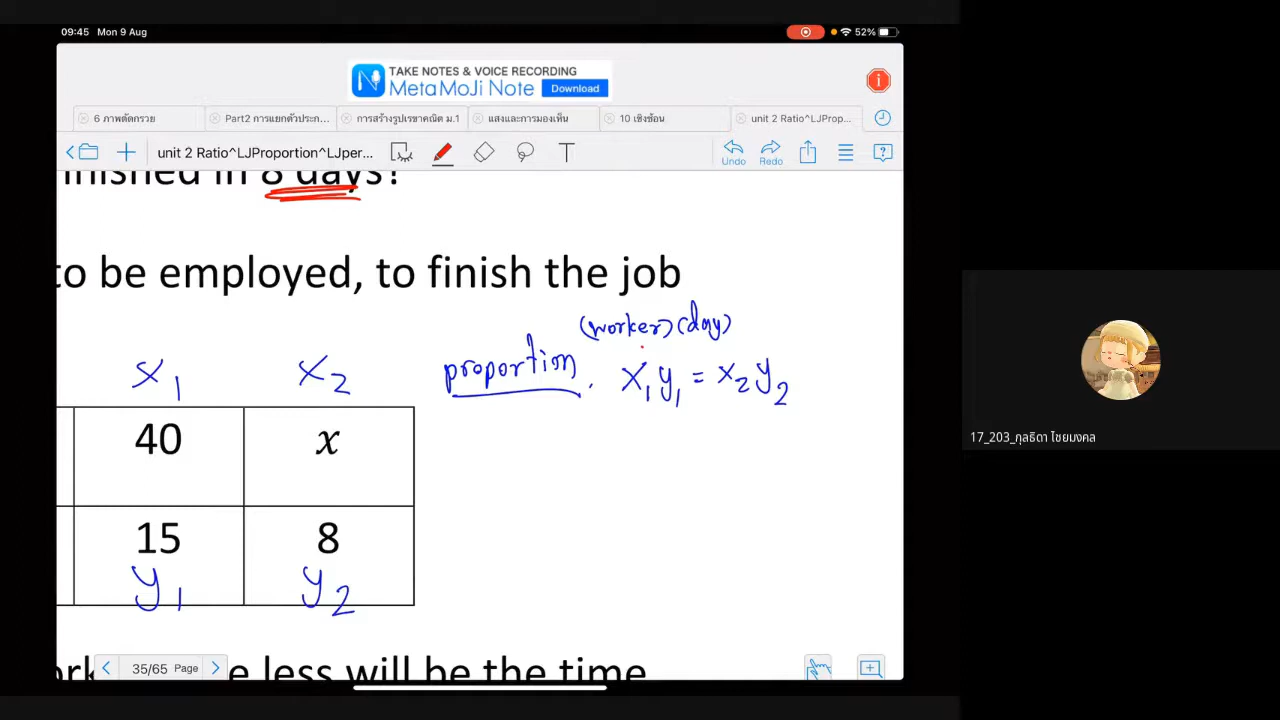 09:45 Mon 9 Aug
52%
TAKE NOTES & VOICE RECORDING
MetaMoJi Note Download
6 ภาพตัดกรวย
Part2 การแยกตัวประก...
การสร้างรูปเรขาคณิต ม.1
แสงและการมองเห็น
10 เชิงซ้อน
unit 2 Ratio^LJProp...
unit 2 Ratio^LJProportion^LJper...
T
Undo
Redo
inished in 8 days?
to be employed, to finish the job
(worker) (day)
proportion. x₁y₁ = x₂y₂
x₁ x₂
40 x
15 8
y₁ y₂
35/65 Page
e less will be the time
17_203_กุลธิดา ไชยมงคล